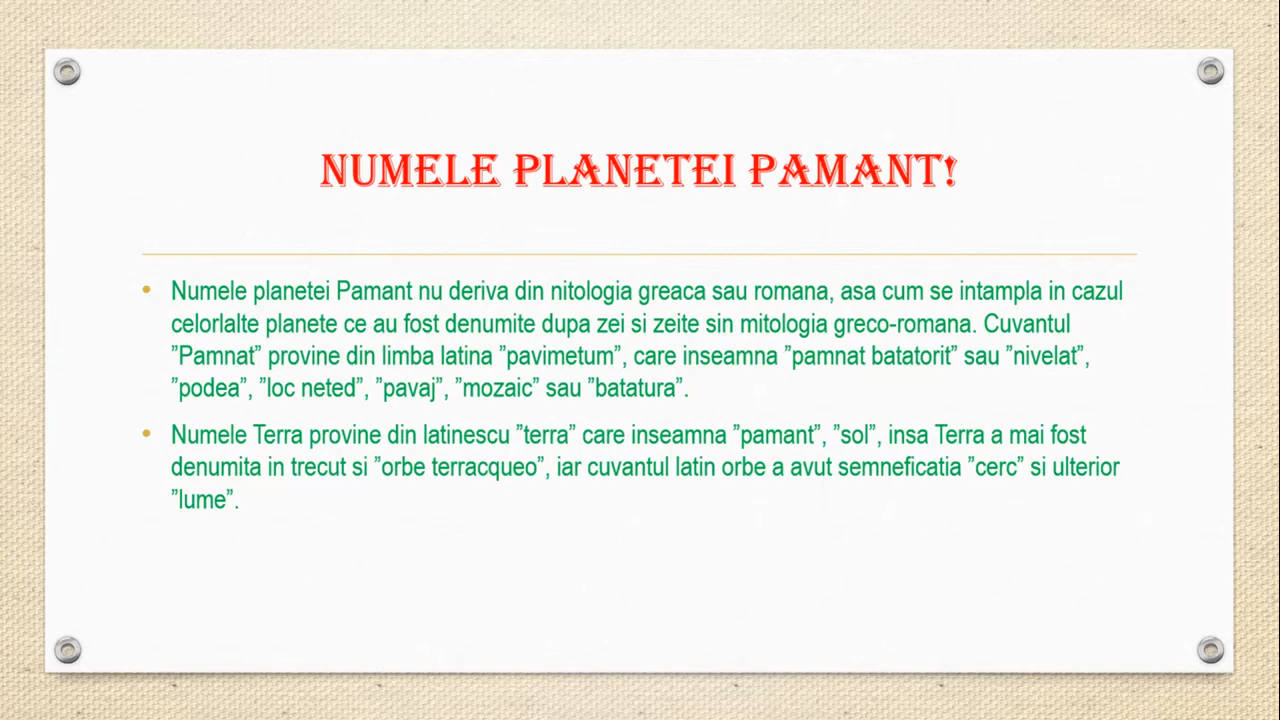 NUMELE PLANETEI PAMANT!
• Numele planetei Pamant nu deriva din nitologia greaca sau romana, asa cum se intampla in cazul
celorlalte planete ce au fost denumite dupa zei si zeite sin mitologia greco-romana. Cuvantul
”Pamnat” provine din limba latina ”pavimetum”, care inseamna ”pamnat batatorit” sau ”nivelat”,
”podea”, ”loc neted”, ”pavaj”, ”mozaic” sau ”batatura”.
• Numele Terra provine din latinescu ”terra” care inseamna ”pamant”, ”sol”, insa Terra a mai fost
denumita in trecut si ”orbe terracqueo”, iar cuvantul latin orbe a avut semneficatia ”cerc” si ulterior
”lume”.